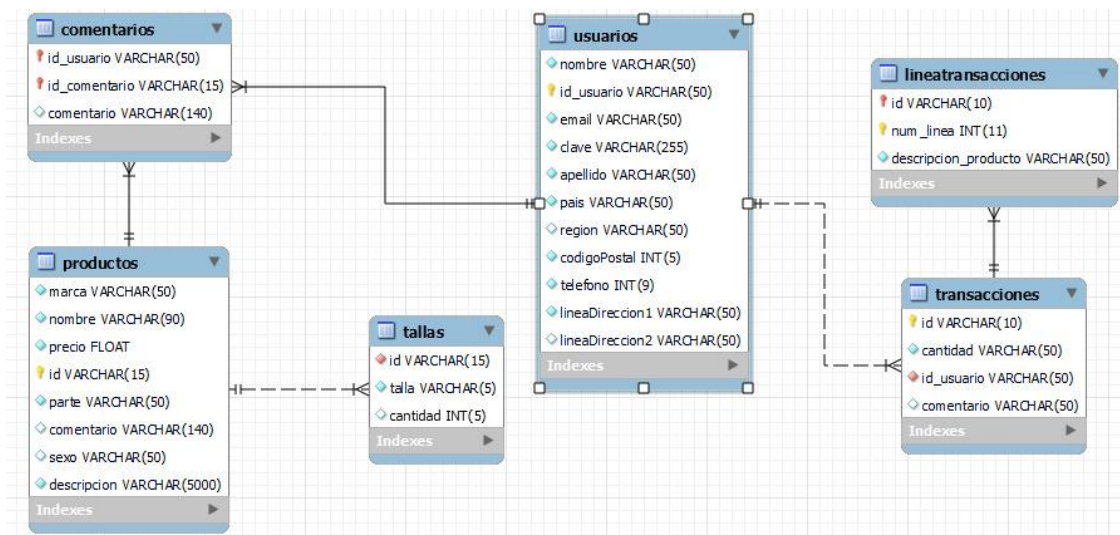 comentarios
id_usuario VARCHAR(50)
id_comentario VARCHAR(15)
comentario VARCHAR(140)
Indexes
usuarios
nombre VARCHAR(50)
id_usuario VARCHAR(50)
email VARCHAR(50)
clave VARCHAR(255)
apellido VARCHAR(50)
pais VARCHAR(50)
region VARCHAR(50)
codigoPostal INT(5)
telefono INT(9)
lineaDireccion1 VARCHAR(50)
lineaDireccion2 VARCHAR(50)
Indexes
lineatransacciones
id VARCHAR(10)
num_linea INT(11)
descripcion_producto VARCHAR(50)
Indexes
productos
marca VARCHAR(50)
nombre VARCHAR(90)
precio FLOAT
id VARCHAR(15)
parte VARCHAR(50)
comentario VARCHAR(140)
sexo VARCHAR(50)
descripcion VARCHAR(5000)
Indexes
tallas
id VARCHAR(15)
talla VARCHAR(5)
cantidad INT(5)
Indexes
transacciones
id VARCHAR(10)
cantidad VARCHAR(50)
id_usuario VARCHAR(50)
comentario VARCHAR(50)
Indexes